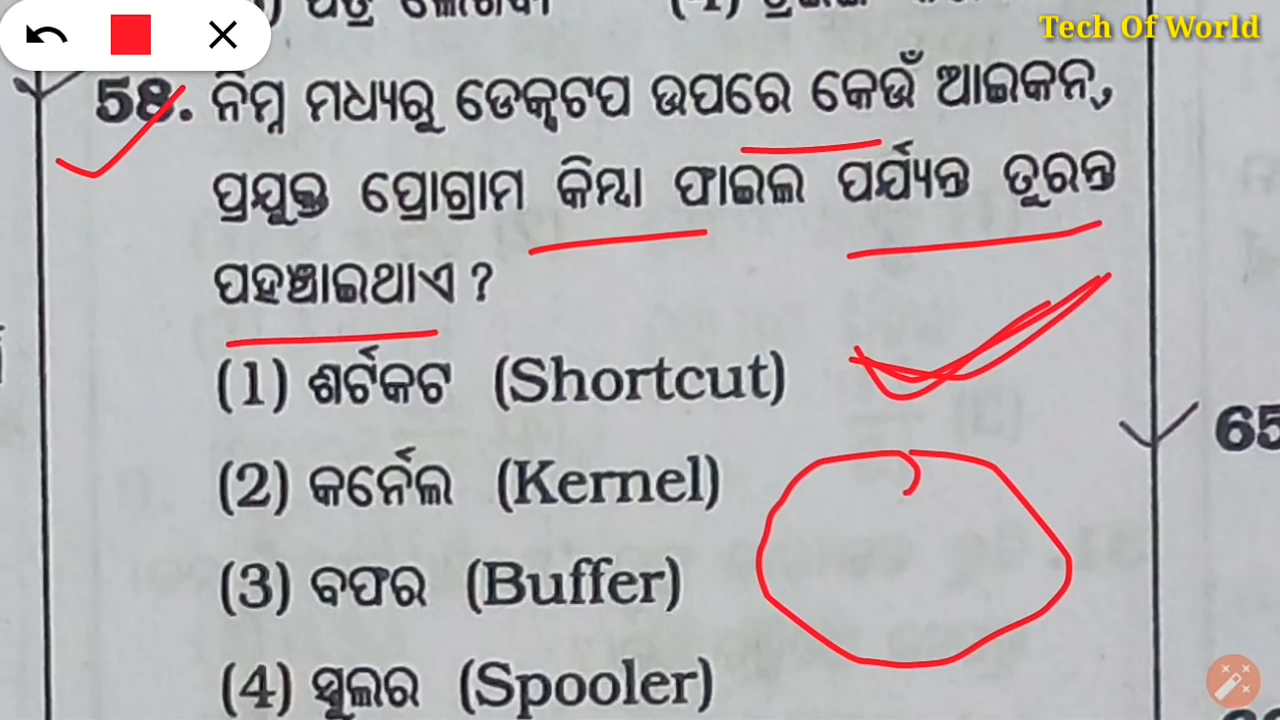 Tech Of World
58. ନିମ୍ନ ମଧ୍ୟରୁ ଡେକ୍ସଟପ ଉପରେ କେଉଁ ଆଇକନ୍,
ପ୍ରଯୁକ୍ତ ପ୍ରୋଗ୍ରାମ କିମ୍ବା ଫାଇଲ ପର୍ଯ୍ୟନ୍ତ ତୁରନ୍ତ
ପହଞ୍ଚାଇଥାଏ ?
(1) ଶର୍ଟକଟ (Shortcut)
(2) କର୍ନେଲ (Kernel)
(3) ବଫର (Buffer)
(4) ସ୍ପୁଲର (Spooler)
65